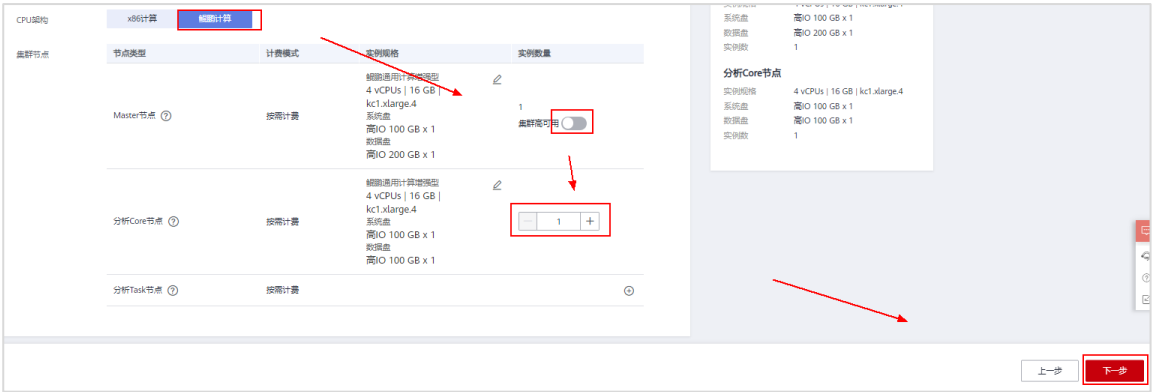 CPU架构
x86计算
鲲鹏计算
集群节点
节点类型
计费模式
实例规格
实例数量
Master节点 ?
按需计费
鲲鹏通用计算增强型
4 vCPUs | 16 GB |
kc1.xlarge.4
系统盘
高IO 100 GB x 1
数据盘
高IO 200 GB x 1
1
集群高可用
分析Core节点 ?
按需计费
鲲鹏通用计算增强型
4 vCPUs | 16 GB |
kc1.xlarge.4
系统盘
高IO 100 GB x 1
数据盘
高IO 100 GB x 1
1
分析Task节点 ?
按需计费
实例规格 4 vCPUs | 16 GB | kc1.xlarge.4
系统盘 高IO 100 GB x 1
数据盘 高IO 200 GB x 1
实例数 1
分析Core节点
实例规格 4 vCPUs | 16 GB | kc1.xlarge.4
系统盘 高IO 100 GB x 1
数据盘 高IO 100 GB x 1
实例数 1
上一步
下一步